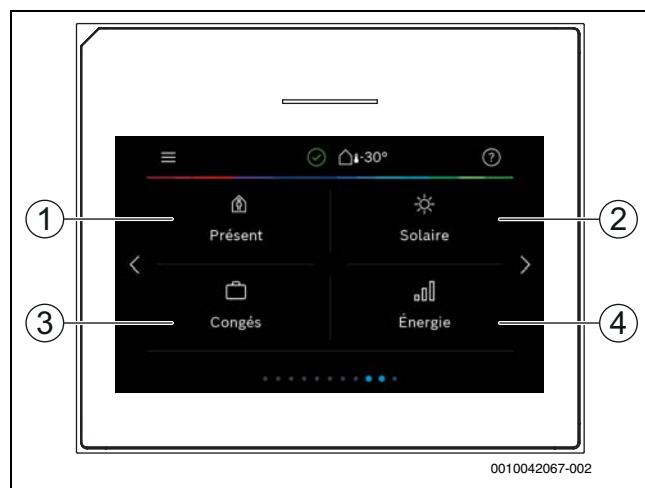 -30°
?
1
Présent
Solaire
2
3
Congés
Énergie
4
0010042067-002